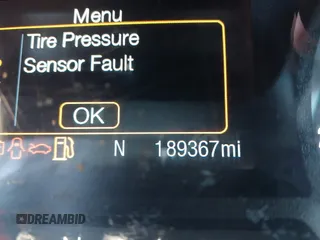 Menu
Tire Pressure
Sensor Fault
OK
N 189367mi
DREAMBID